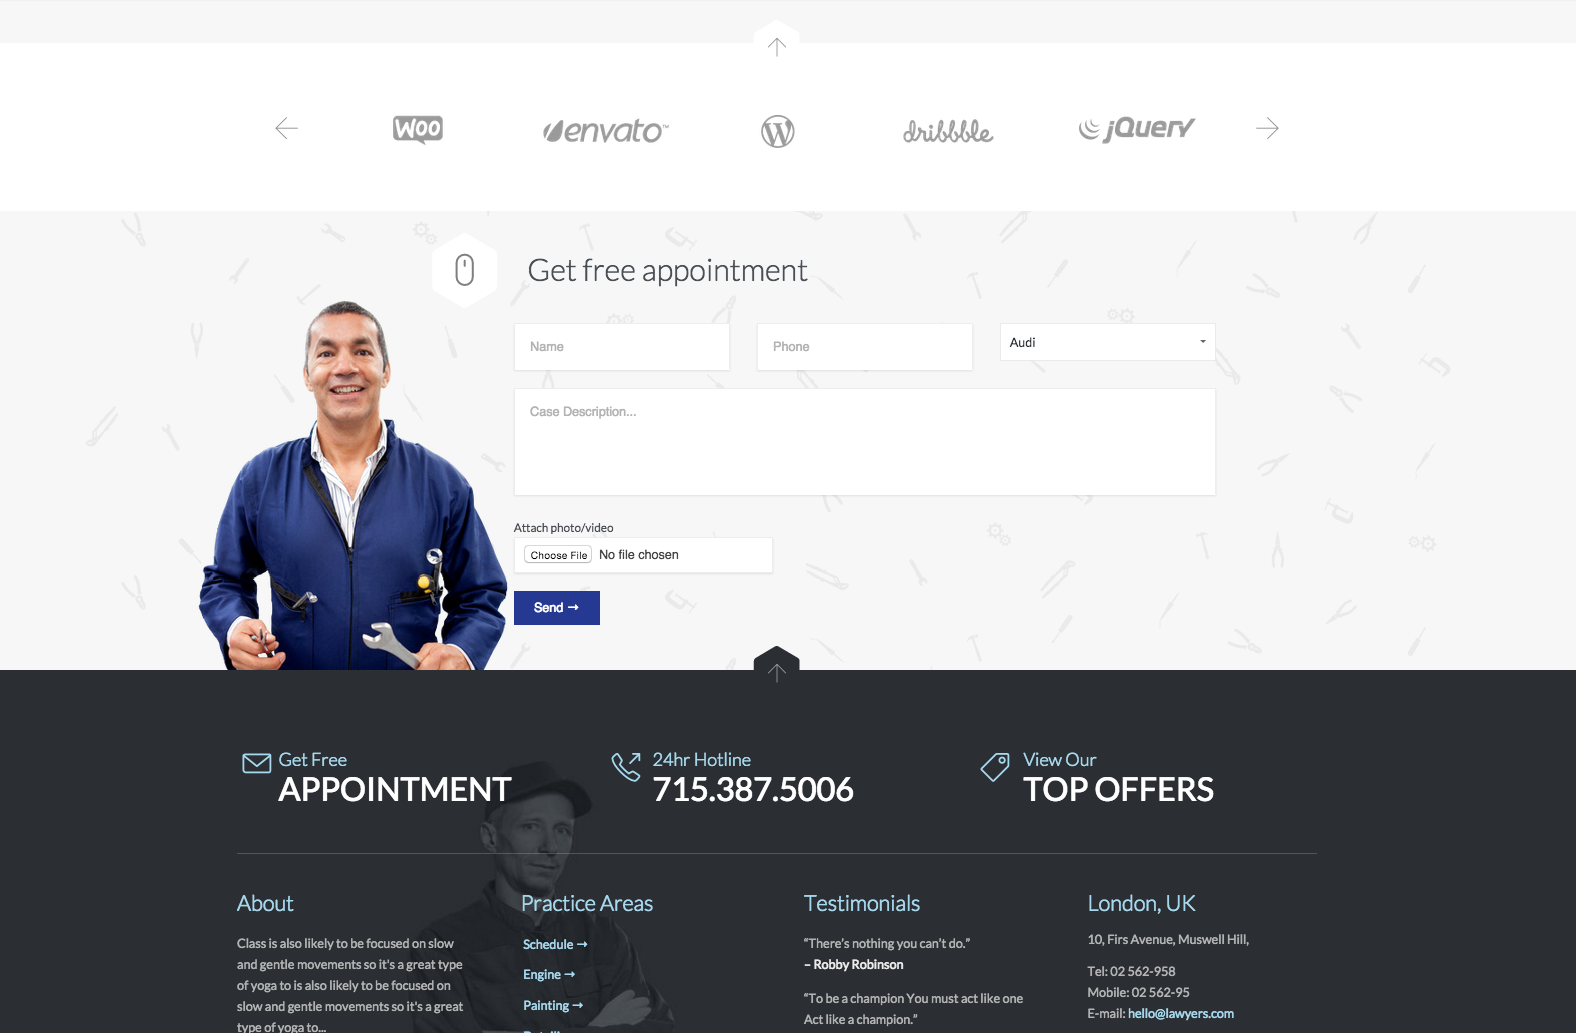 WOO
envato™
dribbble
jQuery
Get free appointment
Name
Phone
Audi
Case Description...
Attach photo/video
Choose File No file chosen
Send →
Get Free
APPOINTMENT
24hr Hotline
715.387.5006
View Our
TOP OFFERS
About
Class is also likely to be focused on slow
and gentle movements so it's a great type
of yoga to is also likely to be focused on
slow and gentle movements so it's a great
type of yoga to...
Practice Areas
Schedule →
Engine →
Painting →
Testimonials
“There’s nothing you can’t do.”
– Robby Robinson
“To be a champion You must act like one
Act like a champion.”
London, UK
10, Firs Avenue, Muswell Hill,
Tel: 02 562-958
Mobile: 02 562-95
E-mail: hello@lawyers.com